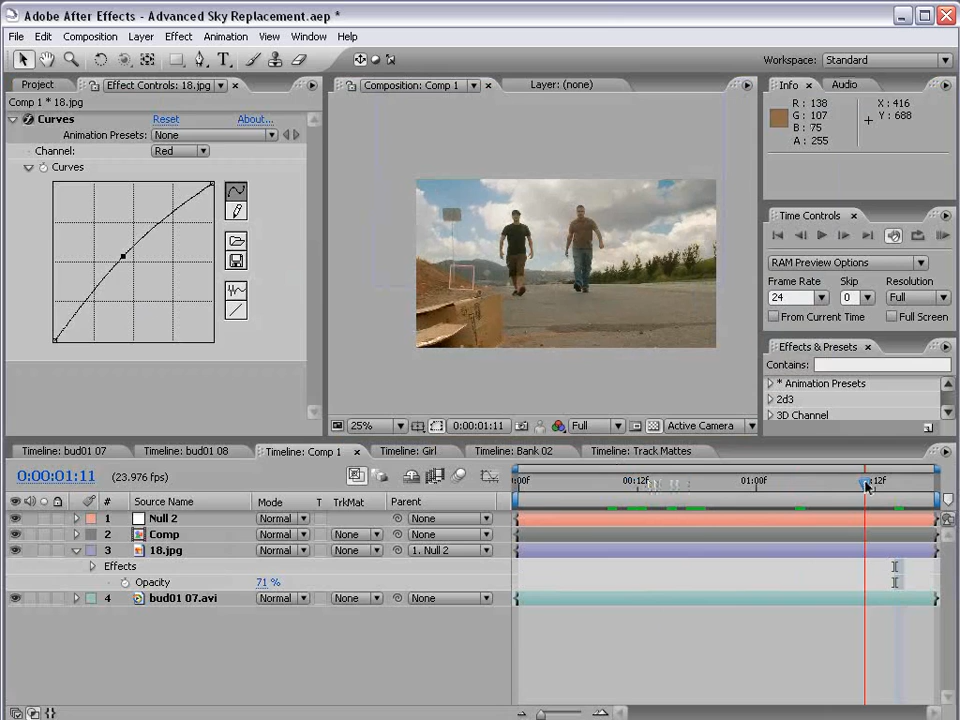 Adobe After Effects - Advanced Sky Replacement.aep *
File Edit Composition Layer Effect Animation View Window Help
Workspace: Standard
Project Effect Controls: 18.jpg
Comp 1 * 18.jpg
Curves Reset About...
Animation Presets: None
Channel: Red
Curves
Composition: Comp 1 Layer: (none)
25% 0:00:01:11 Full Active Camera
Info Audio
R: 138 X: 416
G: 107 Y: 688
B: 75
A: 255
Time Controls
RAM Preview Options
Frame Rate Skip Resolution
24 0 Full
From Current Time Full Screen
Effects & Presets
Contains:
* Animation Presets
2d3
3D Channel
Timeline: bud01 07 Timeline: bud01 08 Timeline: Comp 1 Timeline: Girl Timeline: Bank 02 Timeline: Track Mattes
0:00:01:11 (23.976 fps)
:00f 00:12f 01:00f 12f
# Source Name Mode T TrkMat Parent
1 Null 2 Normal None
2 Comp Normal None None
3 18.jpg Normal None 1. Null 2
Effects
Opacity 71 %
4 bud01 07.avi Normal None None